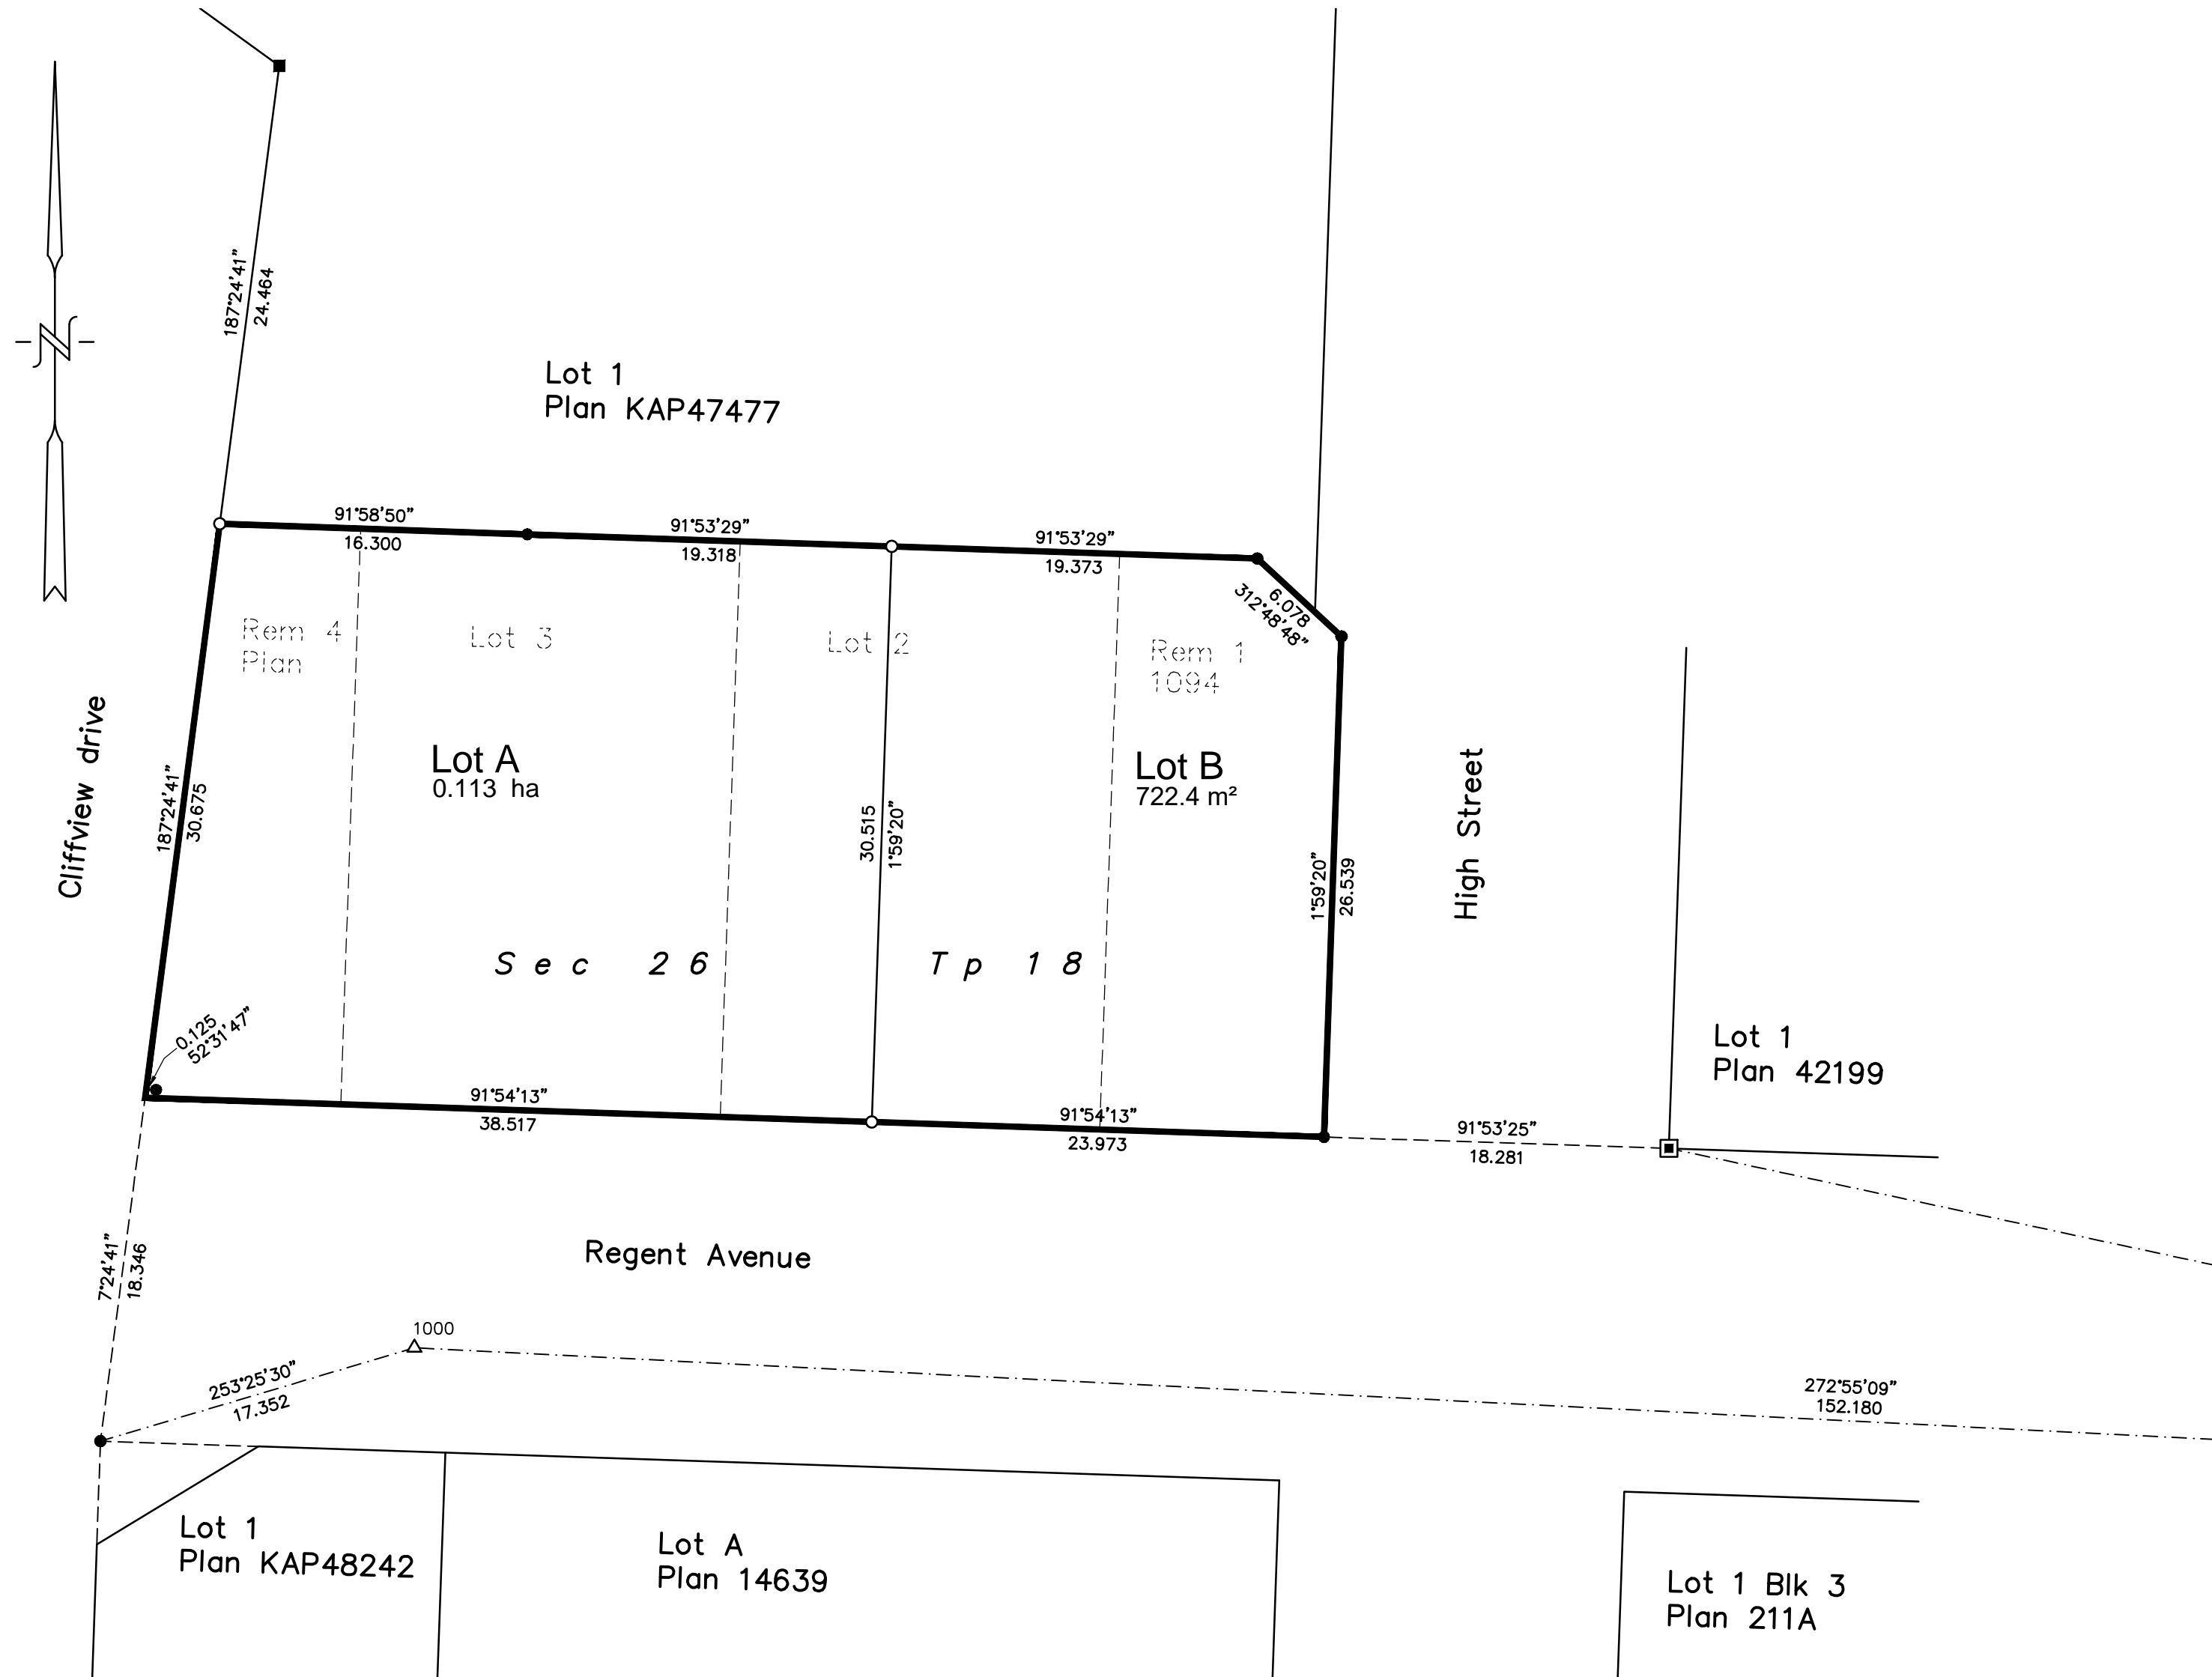 187°24'41"
24.464
N
Lot 1
Plan KAP47477
91°58'50"
16.300
91°53'29"
19.318
91°53'29"
19.373
6.078
312°48'48"
Rem 4
Plan
Lot 3
Lot 2
Rem 1
1094
Cliffview drive
187°24'41"
30.675
Lot A
0.113 ha
30.515
1°59'20"
Lot B
722.4 m²
1°59'20"
26.539
High Street
Sec 26
Tp 18
0.125
52°31'47"
Lot 1
Plan 42199
91°54'13"
38.517
91°54'13"
23.973
91°53'25"
18.281
7°24'41"
18.346
Regent Avenue
1000
253°25'30"
17.352
272°55'09"
152.180
Lot 1
Plan KAP48242
Lot A
Plan 14639
Lot 1 Blk 3
Plan 211A